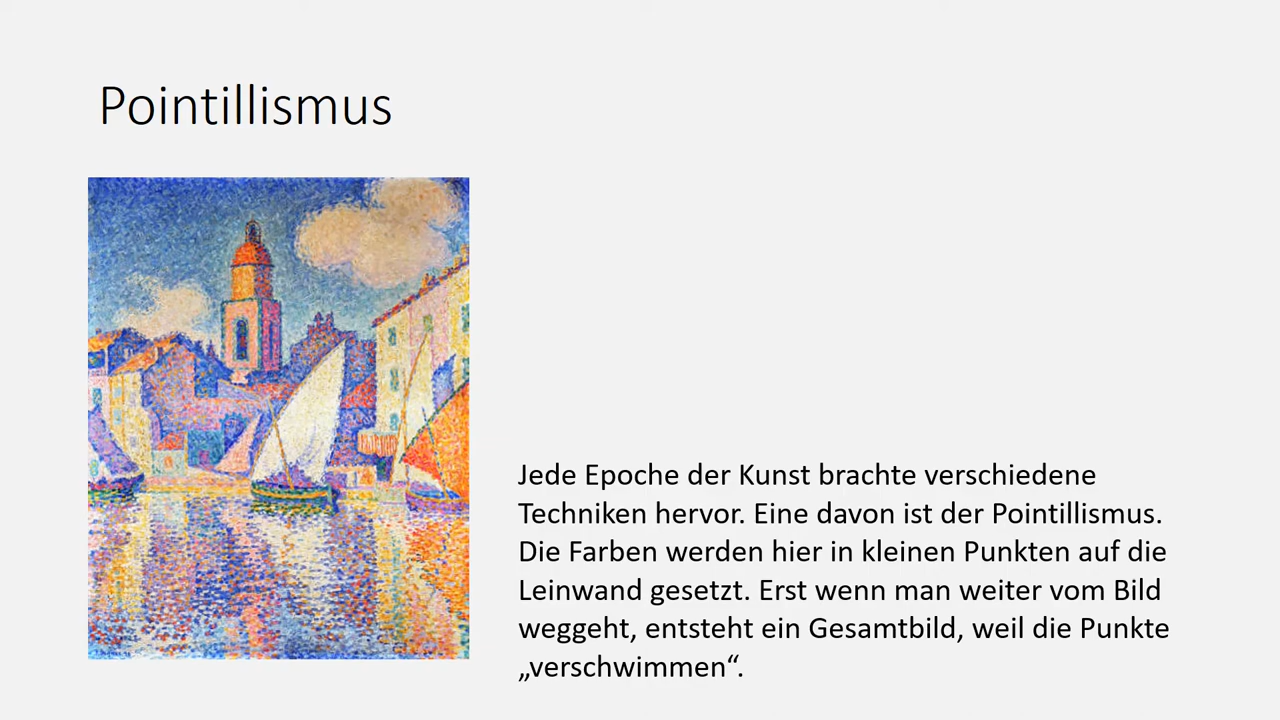 Pointillismus
Jede Epoche der Kunst brachte verschiedene
Techniken hervor. Eine davon ist der Pointillismus.
Die Farben werden hier in kleinen Punkten auf die
Leinwand gesetzt. Erst wenn man weiter vom Bild
weggeht, entsteht ein Gesamtbild, weil die Punkte
„verschwimmen“.